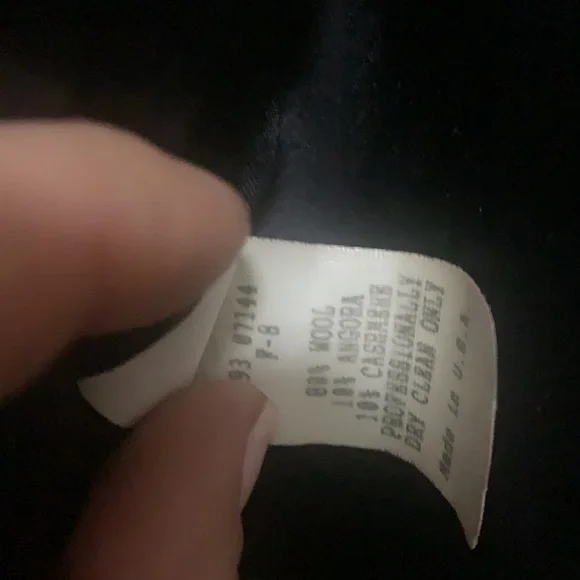 93 07144
F-8
80% WOOL
10% ANGORA
10% CASHMERE
PROFESSIONALLY
DRY CLEAN ONLY
Made in U.S.A.